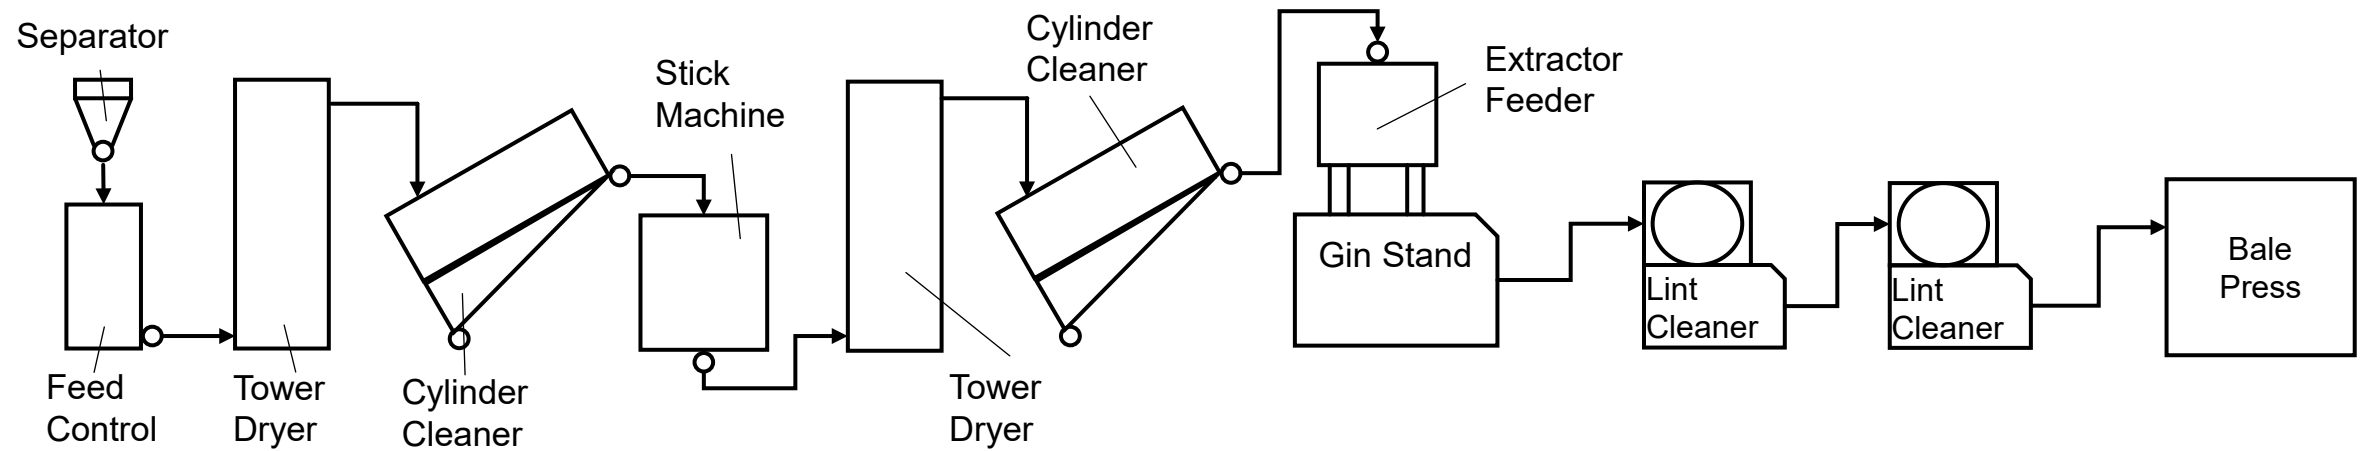 Separator
Feed
Control
Tower
Dryer
Cylinder
Cleaner
Stick
Machine
Tower
Dryer
Cylinder
Cleaner
Extractor
Feeder
Gin Stand
Lint
Cleaner
Lint
Cleaner
Bale
Press